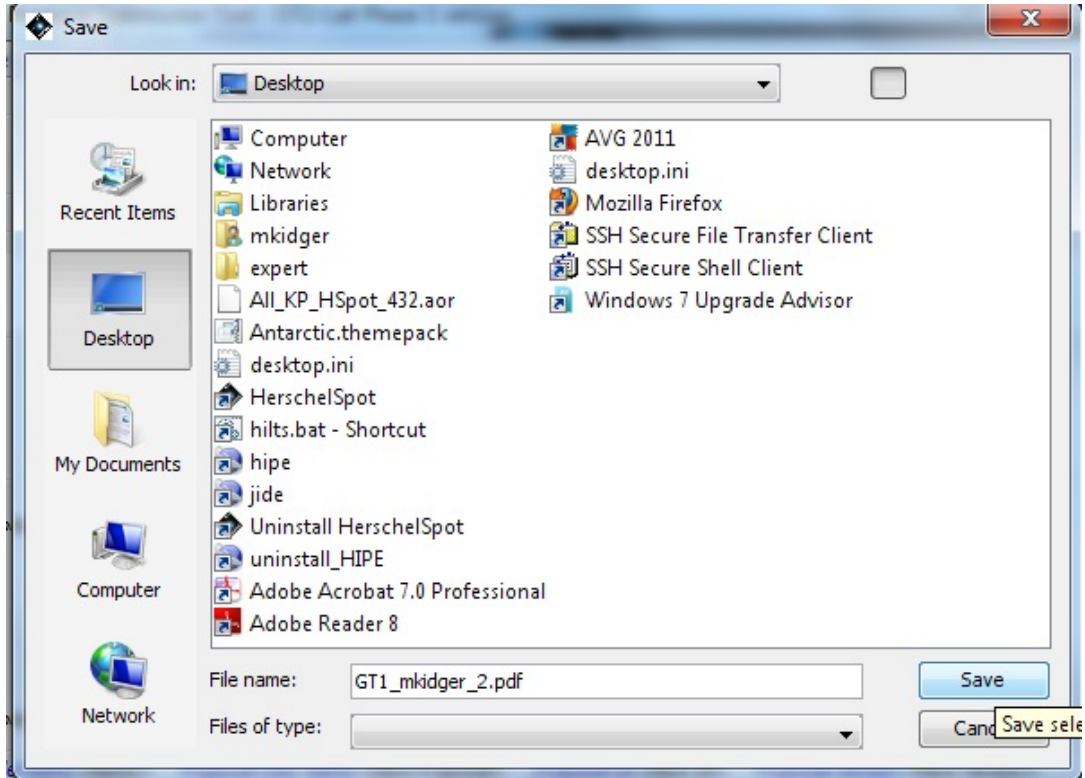 Save
Look in:
Desktop
Recent Items
Desktop
My Documents
Computer
Network
Computer
Network
Libraries
mkidger
expert
All_KP_HSpot_432.aor
Antarctic.themepack
desktop.ini
HerschelSpot
hilts.bat - Shortcut
hipe
jide
Uninstall HerschelSpot
uninstall_HIPE
Adobe Acrobat 7.0 Professional
Adobe Reader 8
AVG 2011
desktop.ini
Mozilla Firefox
SSH Secure File Transfer Client
SSH Secure Shell Client
Windows 7 Upgrade Advisor
File name: GT1_mkidger_2.pdf
Save
Files of type:
Canc
Save sele